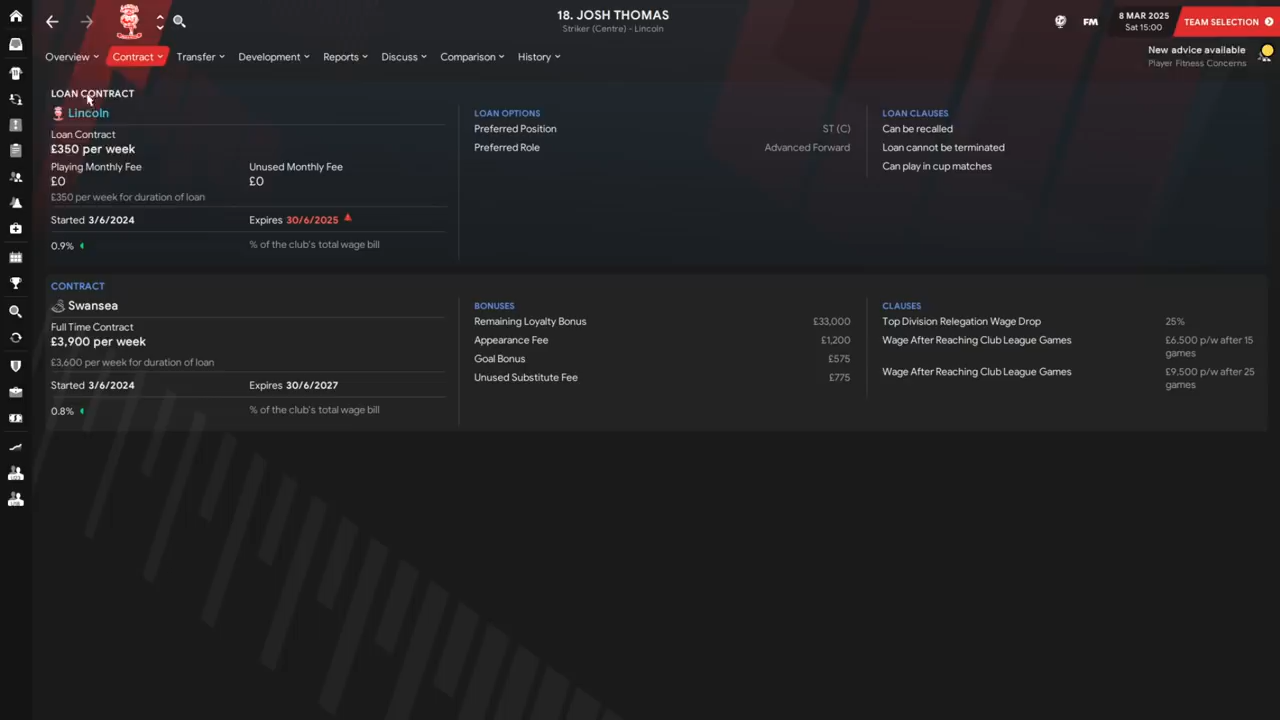 18. JOSH THOMAS
Striker (Centre) - Lincoln
FM
8 MAR 2025
Sat 15:00
TEAM SELECTION
Overview
Contract
Transfer
Development
Reports
Discuss
Comparison
History
New advice available
Player Fitness Concerns
LOAN CONTRACT
Lincoln
Loan Contract
£350 per week
Playing Monthly Fee
Unused Monthly Fee
£0
£0
£350 per week for duration of loan
Started 3/6/2024
Expires 30/6/2025
0.9%
% of the club's total wage bill
LOAN OPTIONS
Preferred Position
ST (C)
Preferred Role
Advanced Forward
LOAN CLAUSES
Can be recalled
Loan cannot be terminated
Can play in cup matches
CONTRACT
Swansea
Full Time Contract
£3,900 per week
£3,600 per week for duration of loan
Started 3/6/2024
Expires 30/6/2027
0.8%
% of the club's total wage bill
BONUSES
Remaining Loyalty Bonus
£33,000
Appearance Fee
£1,200
Goal Bonus
£575
Unused Substitute Fee
£775
CLAUSES
Top Division Relegation Wage Drop
25%
Wage After Reaching Club League Games
£6,500 p/w after 15
games
Wage After Reaching Club League Games
£9,500 p/w after 25
games